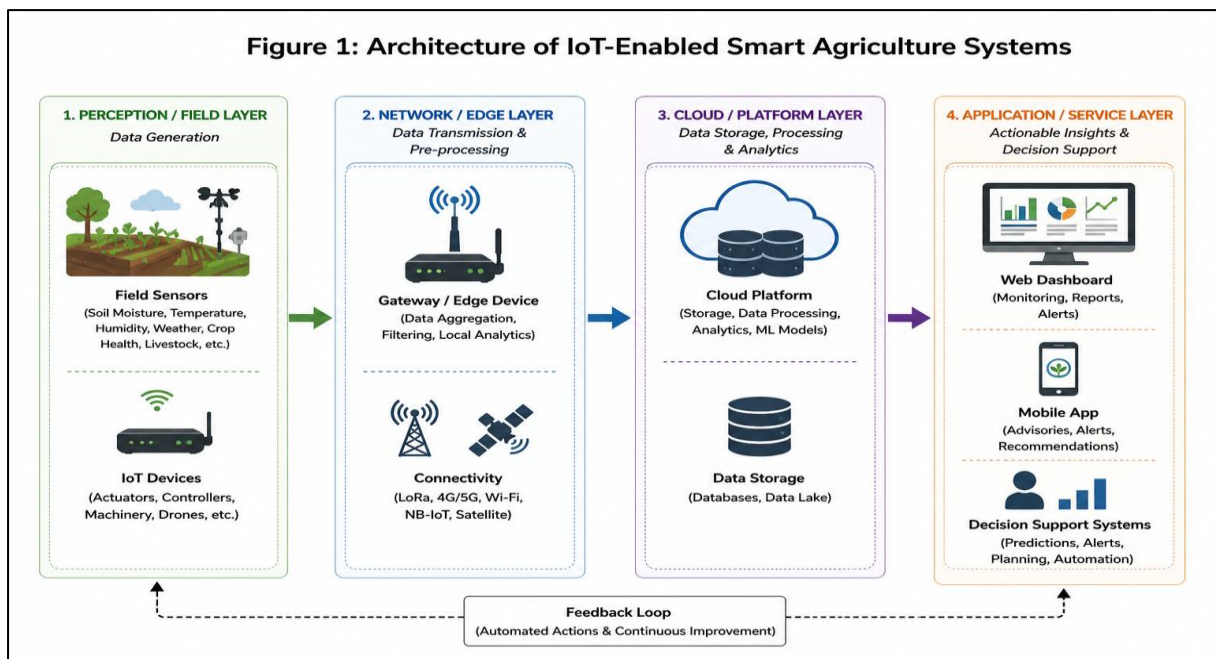 Figure 1: Architecture of IoT-Enabled Smart Agriculture Systems
1. PERCEPTION / FIELD LAYER
Data Generation
Field Sensors
(Soil Moisture, Temperature,
Humidity, Weather, Crop
Health, Livestock, etc.)
IoT Devices
(Actuators, Controllers,
Machinery, Drones, etc.)
2. NETWORK / EDGE LAYER
Data Transmission &
Pre-processing
Gateway / Edge Device
(Data Aggregation,
Filtering, Local Analytics)
Connectivity
(LoRa, 4G/5G, Wi-Fi,
NB-IoT, Satellite)
3. CLOUD / PLATFORM LAYER
Data Storage, Processing
& Analytics
Cloud Platform
(Storage, Data Processing,
Analytics, ML Models)
Data Storage
(Databases, Data Lake)
4. APPLICATION / SERVICE LAYER
Actionable Insights &
Decision Support
Web Dashboard
(Monitoring, Reports,
Alerts)
Mobile App
(Advisories, Alerts,
Recommendations)
Decision Support Systems
(Predictions, Alerts,
Planning, Automation)
Feedback Loop
(Automated Actions & Continuous Improvement)